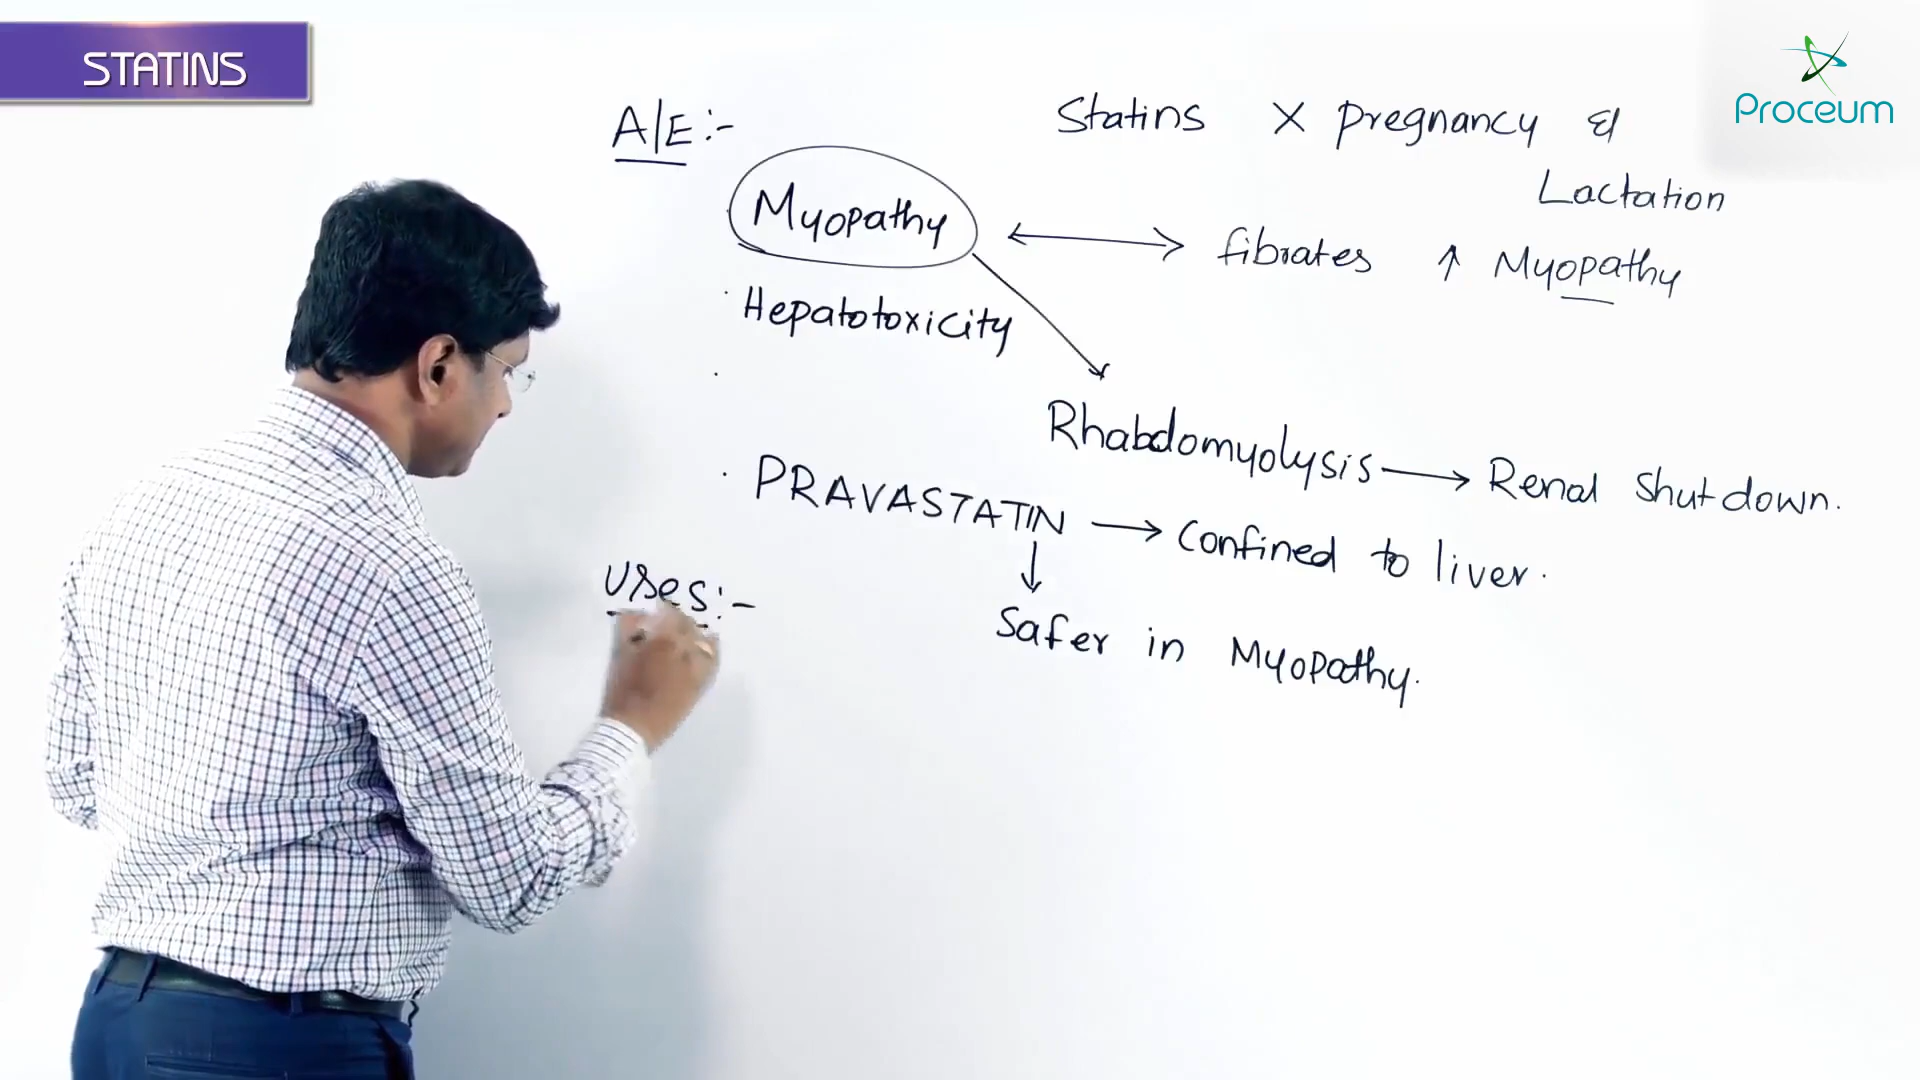 STATINS
Proceum
A/E :-
Statins X pregnancy &
Lactation
Myopathy
fibrates ↑ Myopathy
Hepatotoxicity
Rhabdomyolysis → Renal Shutdown.
PRAVASTATIN → Confined to liver.
Safer in Myopathy.
Uses :-